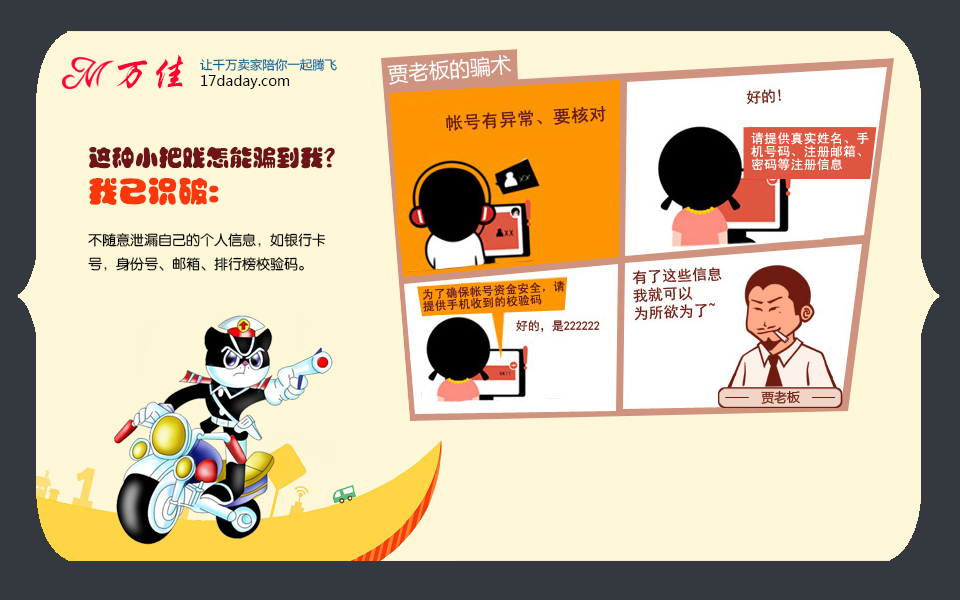 万佳
让千万卖家陪你一起腾飞
17daday.com
这种小把戏怎能骗到我?
我已识破:
不随意泄漏自己的个人信息，如银行卡
号，身份号、邮箱、排行榜校验码。
贾老板的骗术
帐号有异常、要核对
XX
XX
好的!
请提供真实姓名、手
机号码、注册邮箱、
密码等注册信息
为了确保帐号资金安全，请
提供手机收到的校验码
好的，是222222
有了这些信息
我就可以
为所欲为了~
贾老板
1